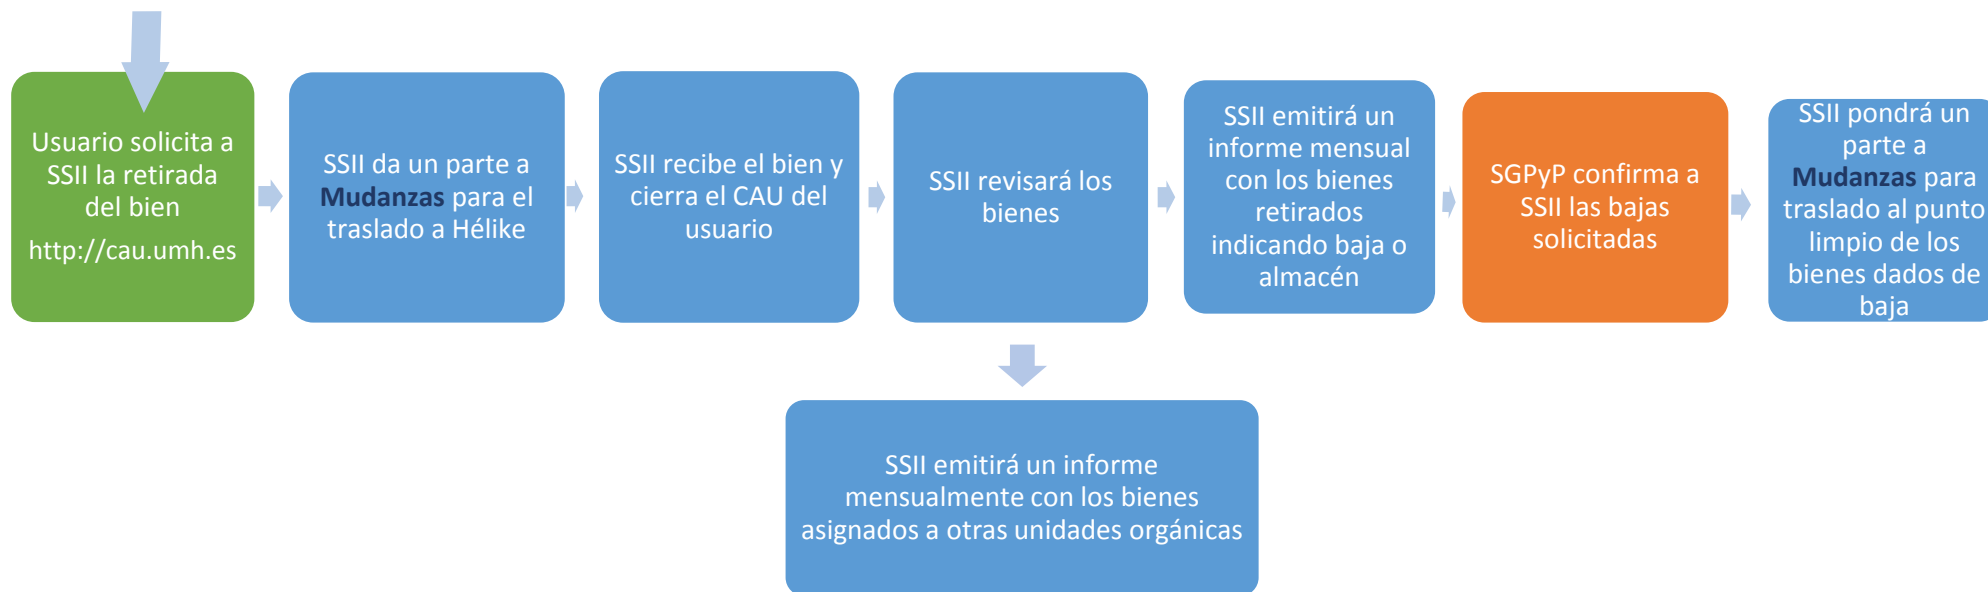 Usuario solicita a
SSII la retirada
del bien
http://cau.umh.es
SSII da un parte a
Mudanzas para el
traslado a Hélike
SSII recibe el bien y
cierra el CAU del
usuario
SSII revisará los
bienes
SSII emitirá un
informe mensual
con los bienes
retirados
indicando baja o
almacén
SGPyP confirma a
SSII las bajas
solicitadas
SSII pondrá un
parte a
Mudanzas para
traslado al punto
limpio de los
bienes dados de
baja
SSII emitirá un informe
mensualmente con los bienes
asignados a otras unidades orgánicas